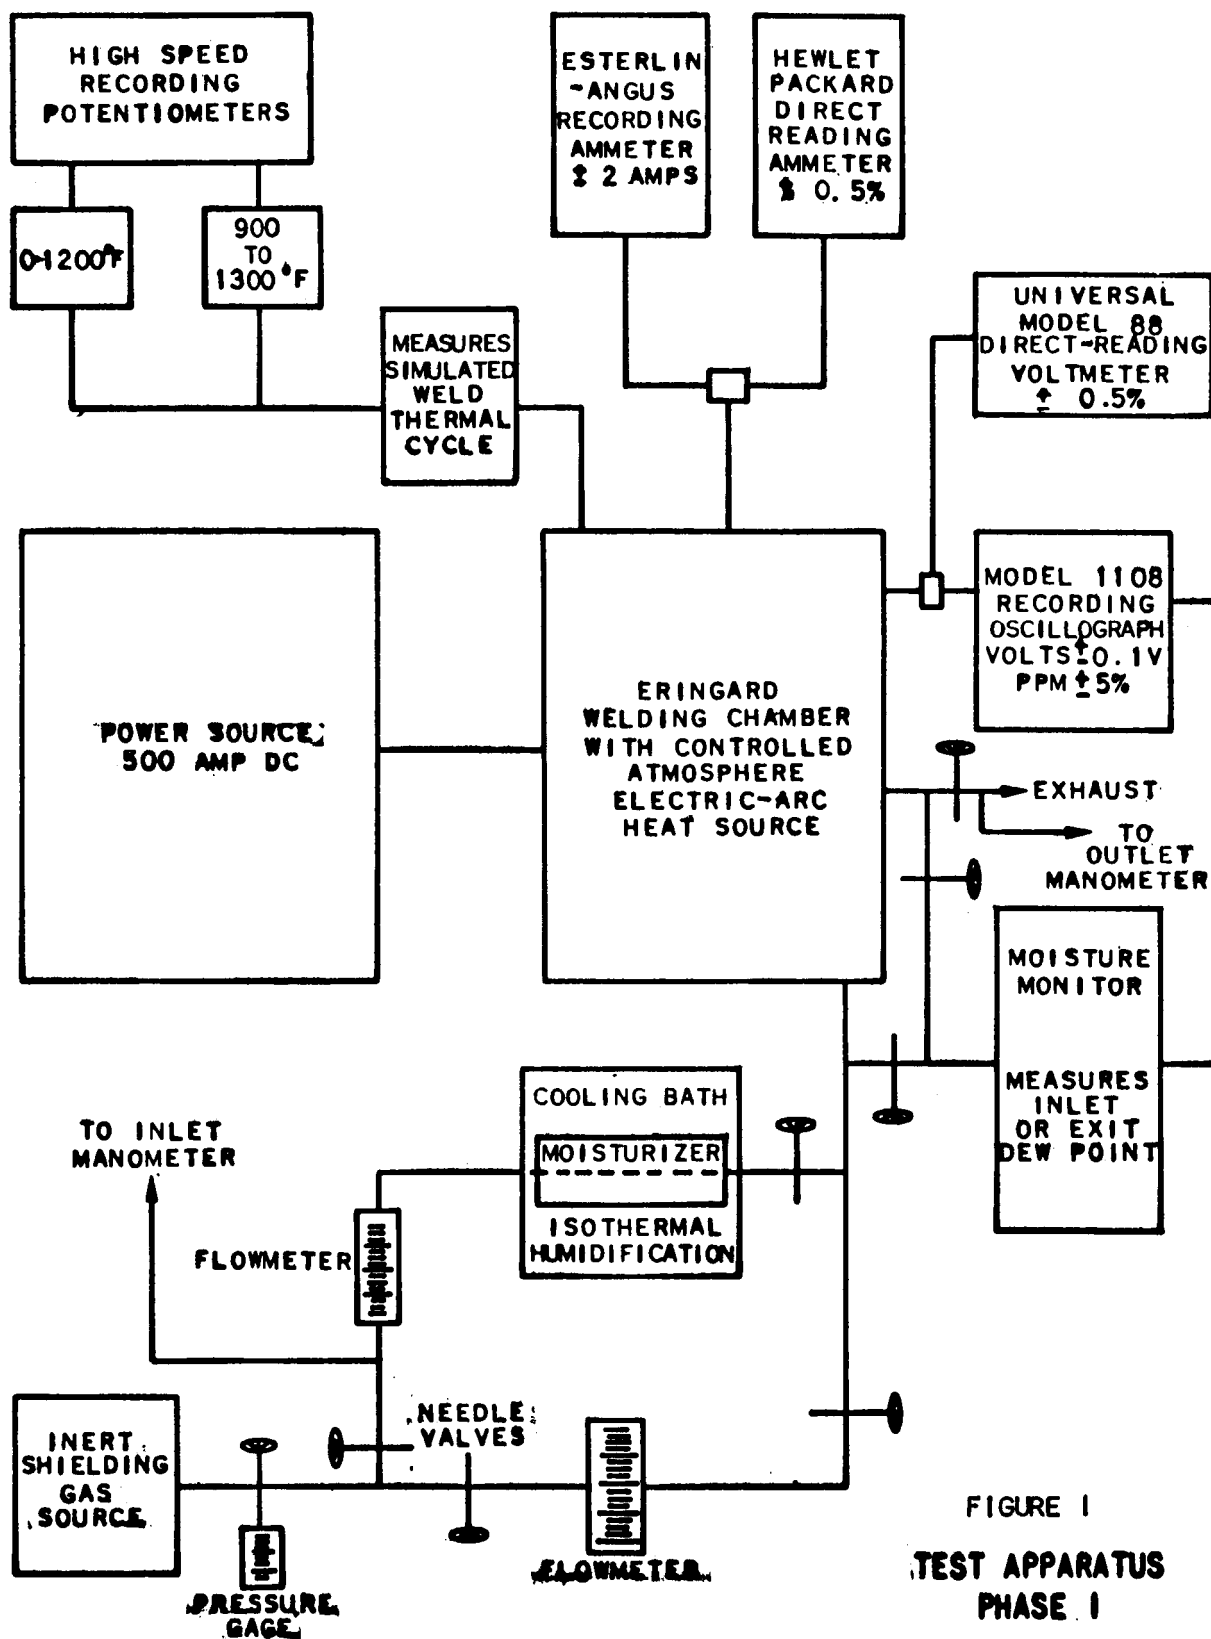 HIGH SPEED
RECORDING
POTENTIOMETERS
ESTERLIN
-ANGUS
RECORDING
AMMETER
± 2 AMPS
HEWLET
PACKARD
DIRECT
READING
AMMETER
± 0.5%
0-1200°F
900
TO
1300°F
MEASURES
SIMULATED
WELD
THERMAL
CYCLE
UNIVERSAL
MODEL 88
DIRECT-READING
VOLTMETER
± 0.5%
POWER SOURCE
500 AMP DC
ERINGARD
WELDING CHAMBER
WITH CONTROLLED
ATMOSPHERE
ELECTRIC-ARC
HEAT SOURCE
MODEL 1108
RECORDING
OSCILLOGRAPH
VOLTS ±0.1V
PPM ±5%
EXHAUST
TO
OUTLET
MANOMETER
MOISTURE
MONITOR
MEASURES
INLET
OR EXIT
DEW POINT
COOLING BATH
MOISTURIZER
ISOTHERMAL
HUMIDIFICATION
TO INLET
MANOMETER
FLOWMETER
NEEDLE
VALVES
INERT
SHIELDING
GAS
SOURCE
PRESSURE
GAGE
FLOWMETER
FIGURE 1
TEST APPARATUS
PHASE 1